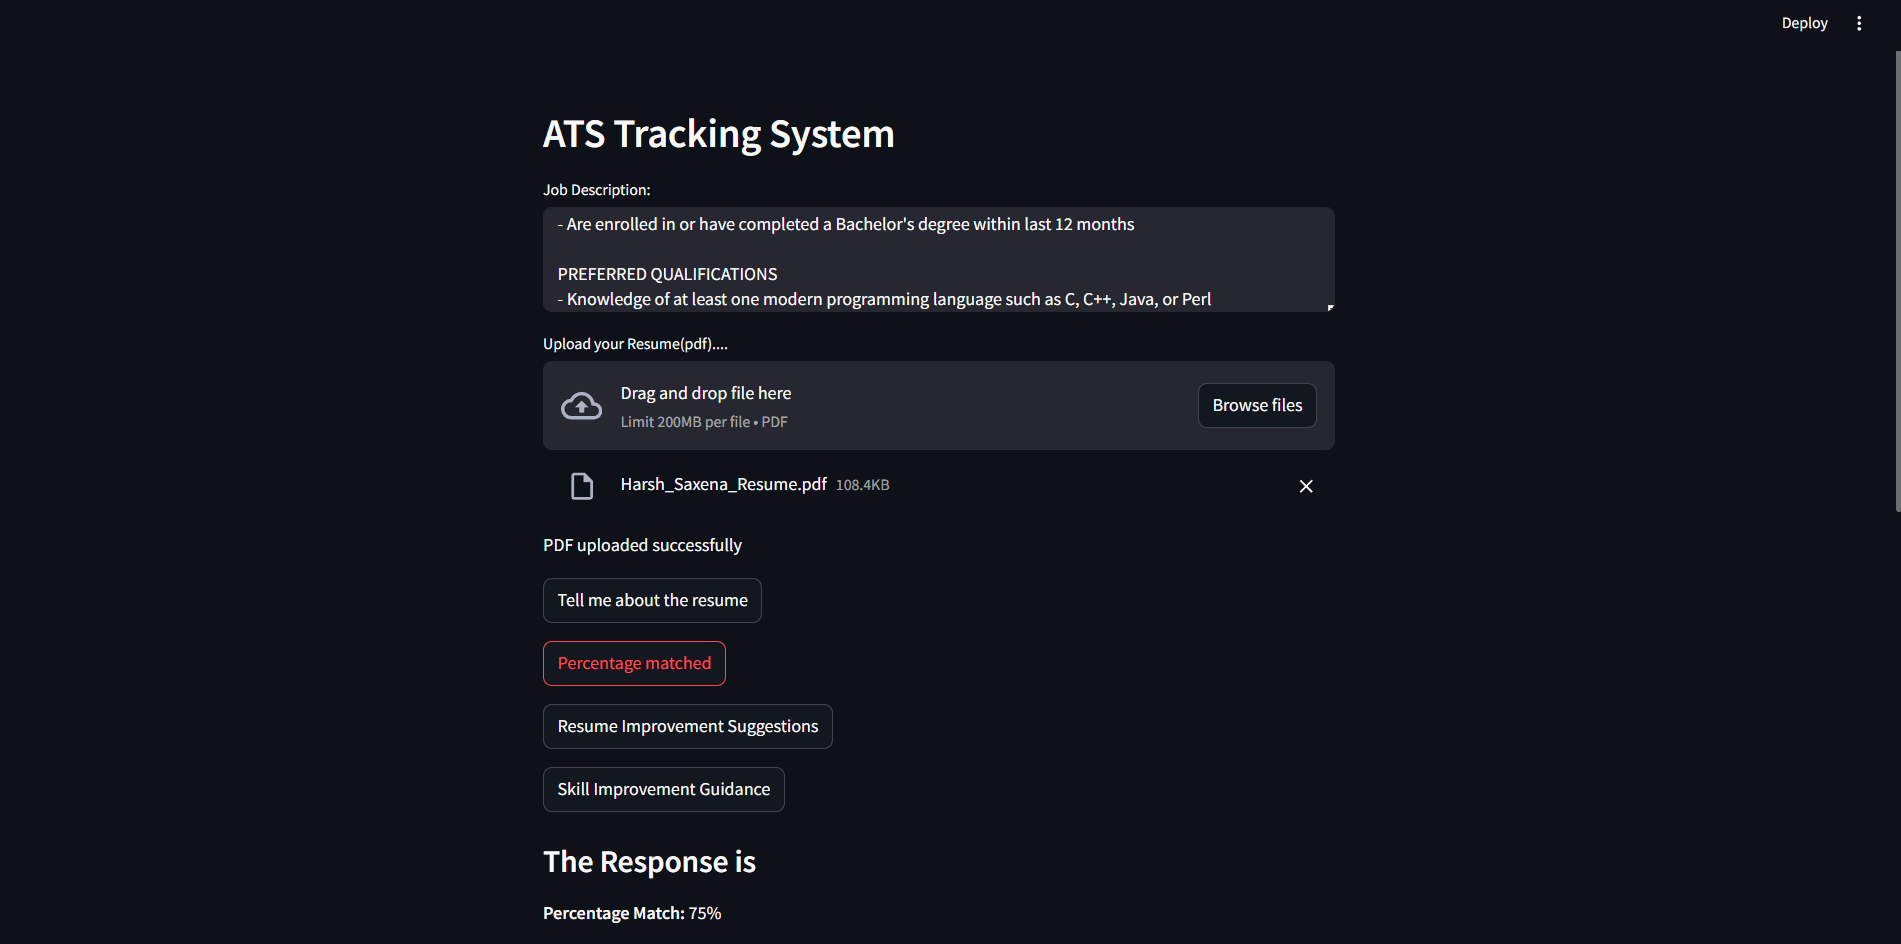 Deploy
ATS Tracking System
Job Description:
- Are enrolled in or have completed a Bachelor's degree within last 12 months
PREFERRED QUALIFICATIONS
- Knowledge of at least one modern programming language such as C, C++, Java, or Perl
Upload your Resume(pdf)....
Drag and drop file here
Limit 200MB per file • PDF
Browse files
Harsh_Saxena_Resume.pdf 108.4KB
PDF uploaded successfully
Tell me about the resume
Percentage matched
Resume Improvement Suggestions
Skill Improvement Guidance
The Response is
Percentage Match: 75%